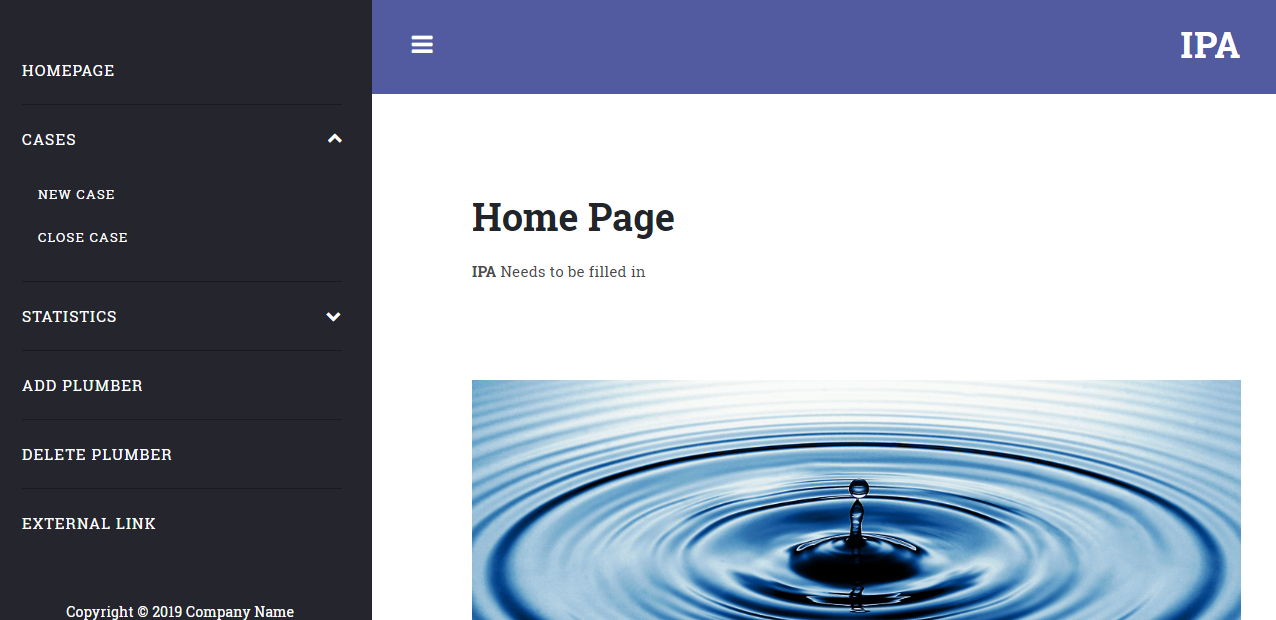 HOMEPAGE
CASES
NEW CASE
CLOSE CASE
STATISTICS
ADD PLUMBER
DELETE PLUMBER
EXTERNAL LINK
Copyright © 2019 Company Name
IPA
Home Page
IPA Needs to be filled in